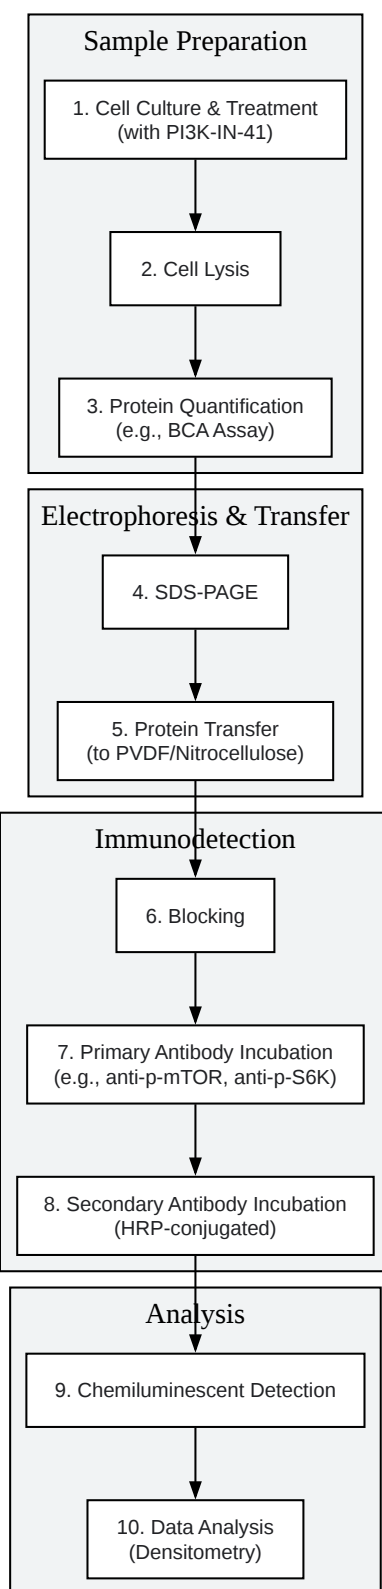 Sample Preparation
1. Cell Culture & Treatment
(with PI3K-IN-41)
2. Cell Lysis
3. Protein Quantification
(e.g., BCA Assay)
Electrophoresis & Transfer
4. SDS-PAGE
5. Protein Transfer
(to PVDF/Nitrocellulose)
Immunodetection
6. Blocking
7. Primary Antibody Incubation
(e.g., anti-p-mTOR, anti-p-S6K)
8. Secondary Antibody Incubation
(HRP-conjugated)
Analysis
9. Chemiluminescent Detection
10. Data Analysis
(Densitometry)